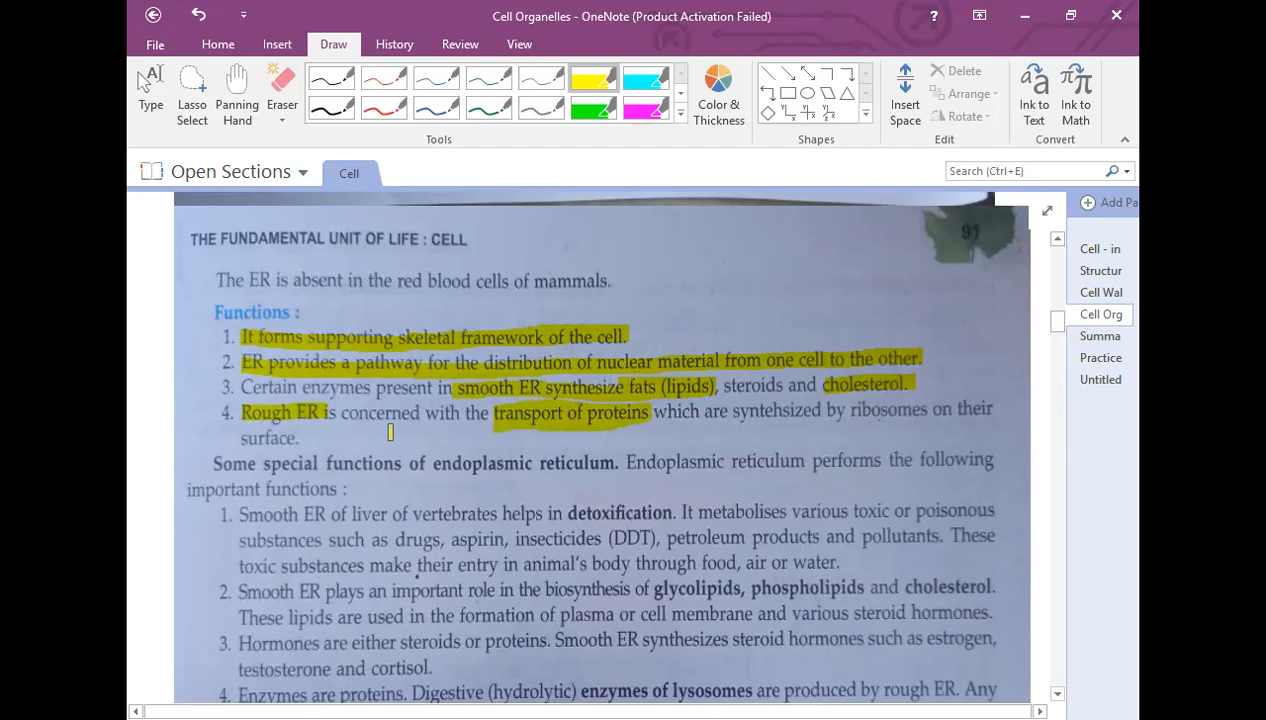 Cell Organelles - OneNote (Product Activation Failed)
?
File Home Insert Draw History Review View
Type
Lasso Select
Panning Hand
Eraser
Color & Thickness
Insert Space
Delete
Arrange
Rotate
Ink to Text
Ink to Math
Tools Shapes Edit Convert
Open Sections Cell Search (Ctrl+E)
Add Pa
Cell - in
Structur
Cell Wal
Cell Org
Summa
Practice
Untitled
THE FUNDAMENTAL UNIT OF LIFE : CELL 91
The ER is absent in the red blood cells of mammals.
Functions :
1. It forms supporting skeletal framework of the cell.
2. ER provides a pathway for the distribution of nuclear material from one cell to the other.
3. Certain enzymes present in smooth ER synthesize fats (lipids), steroids and cholesterol.
4. Rough ER is concerned with the transport of proteins which are syntehsized by ribosomes on their
surface.
Some special functions of endoplasmic reticulum. Endoplasmic reticulum performs the following
important functions :
1. Smooth ER of liver of vertebrates helps in detoxification. It metabolises various toxic or poisonous
substances such as drugs, aspirin, insecticides (DDT), petroleum products and pollutants. These
toxic substances make their entry in animal's body through food, air or water.
2. Smooth ER plays an important role in the biosynthesis of glycolipids, phospholipids and cholesterol.
These lipids are used in the formation of plasma or cell membrane and various steroid hormones.
3. Hormones are either steroids or proteins. Smooth ER synthesizes steroid hormones such as estrogen,
testosterone and cortisol.
4. Enzymes are proteins. Digestive (hydrolytic) enzymes of lysosomes are produced by rough ER. Any